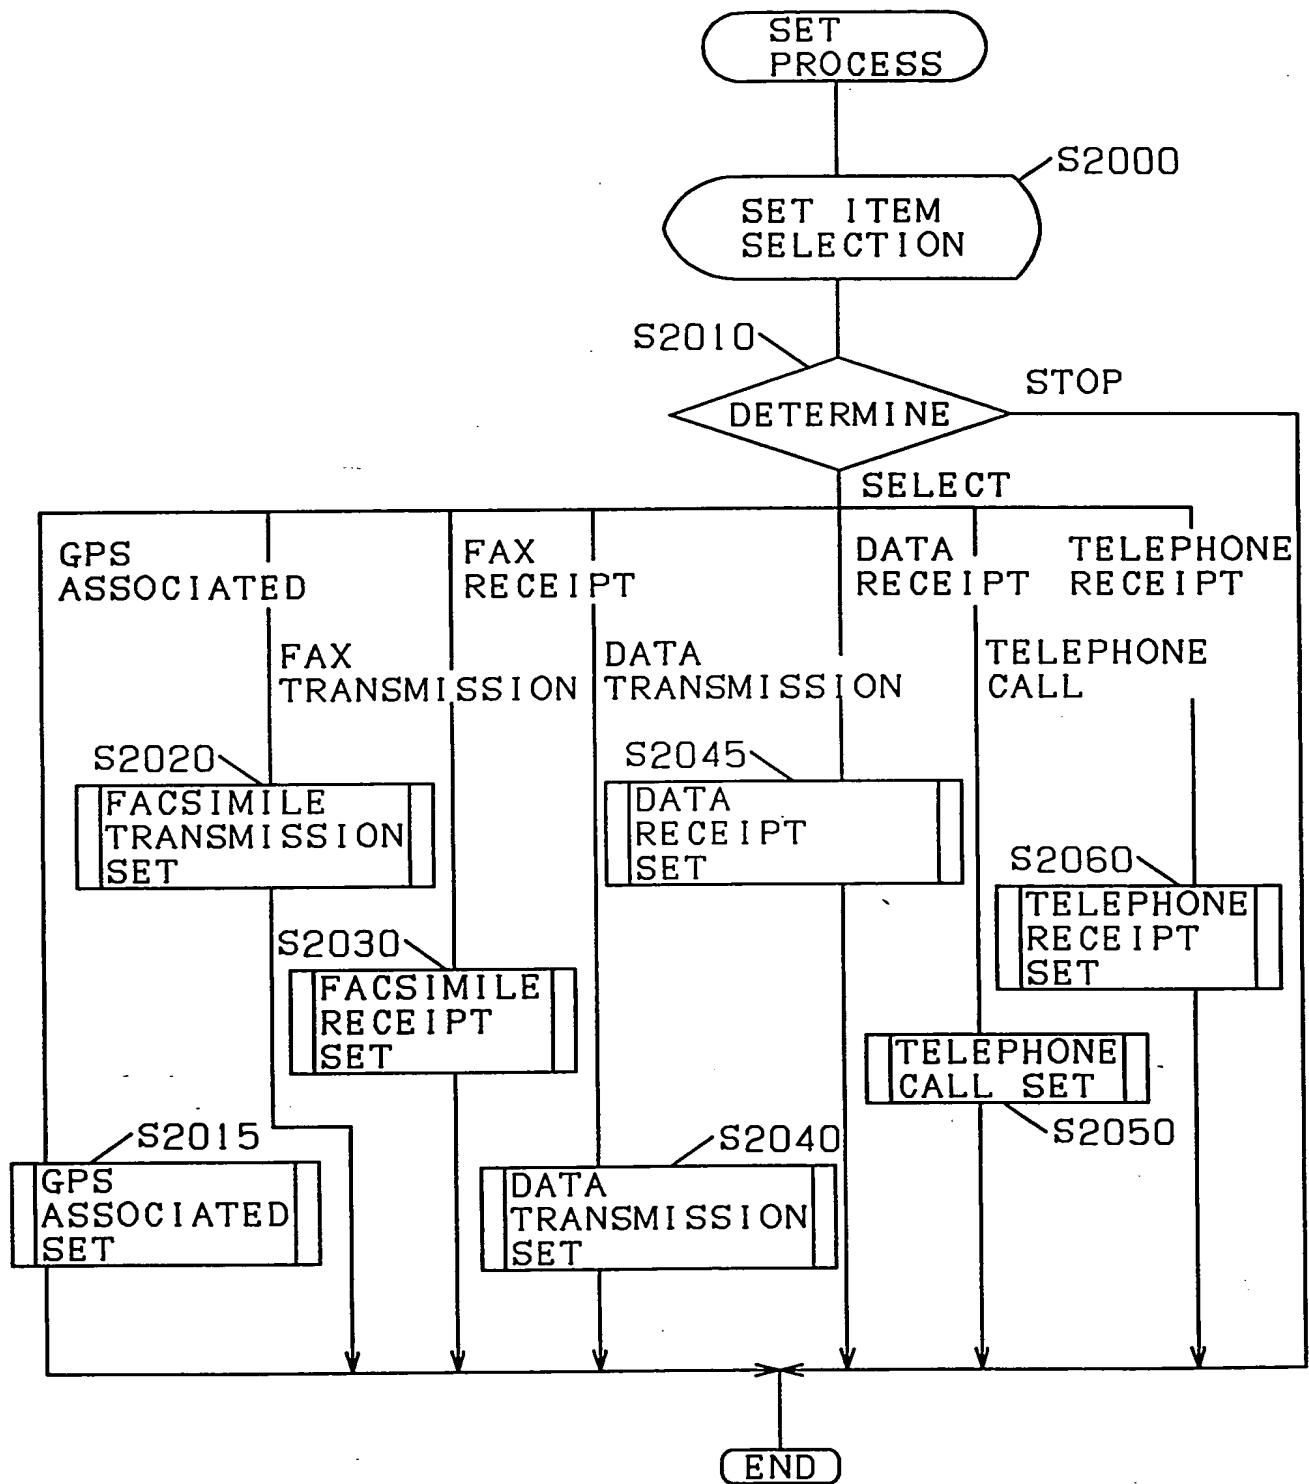 SET
PROCESS
S2000
SET ITEM
SELECTION
S2010
DETERMINE
STOP
SELECT
GPS
ASSOCIATED
FAX
RECEIPT
DATA
RECEIPT
TELEPHONE
RECEIPT
FAX
TRANSMISSION
DATA
TRANSMISSION
TELEPHONE
CALL
S2020
FACSIMILE
TRANSMISSION
SET
S2045
DATA
RECEIPT
SET
S2060
TELEPHONE
RECEIPT
SET
S2030
FACSIMILE
RECEIPT
SET
TELEPHONE
CALL SET
S2050
S2015
GPS
ASSOCIATED
SET
S2040
DATA
TRANSMISSION
SET
END